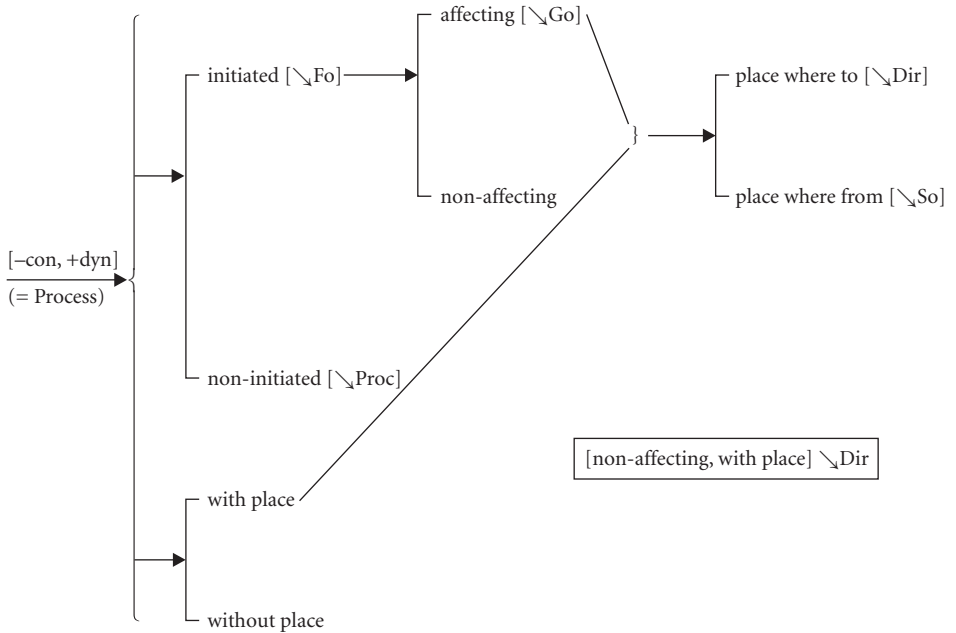 affecting [↘Go]
initiated [↘Fo]
place where to [↘Dir]
}
non-affecting
place where from [↘So]
[–con, +dyn]
(= Process)
non-initiated [↘Proc]
[non-affecting, with place] ↘Dir
with place
without place